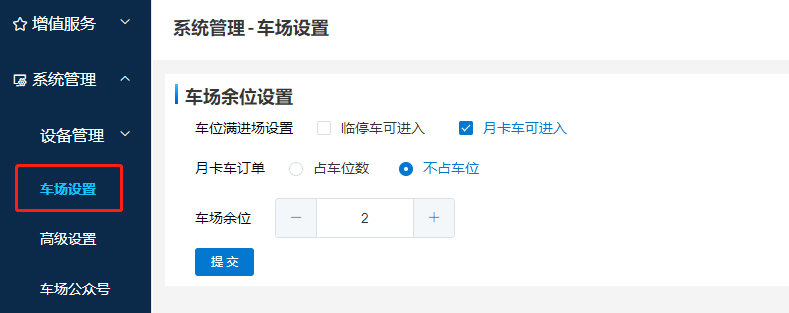 增值服务
系统管理
设备管理
车场设置
高级设置
车场公众号
系统管理-车场设置
车场余位设置
车位满进场设置 临停车可进入 月卡车可进入
月卡车订单 占车位数 不占车位
车场余位 − 2 +
提交